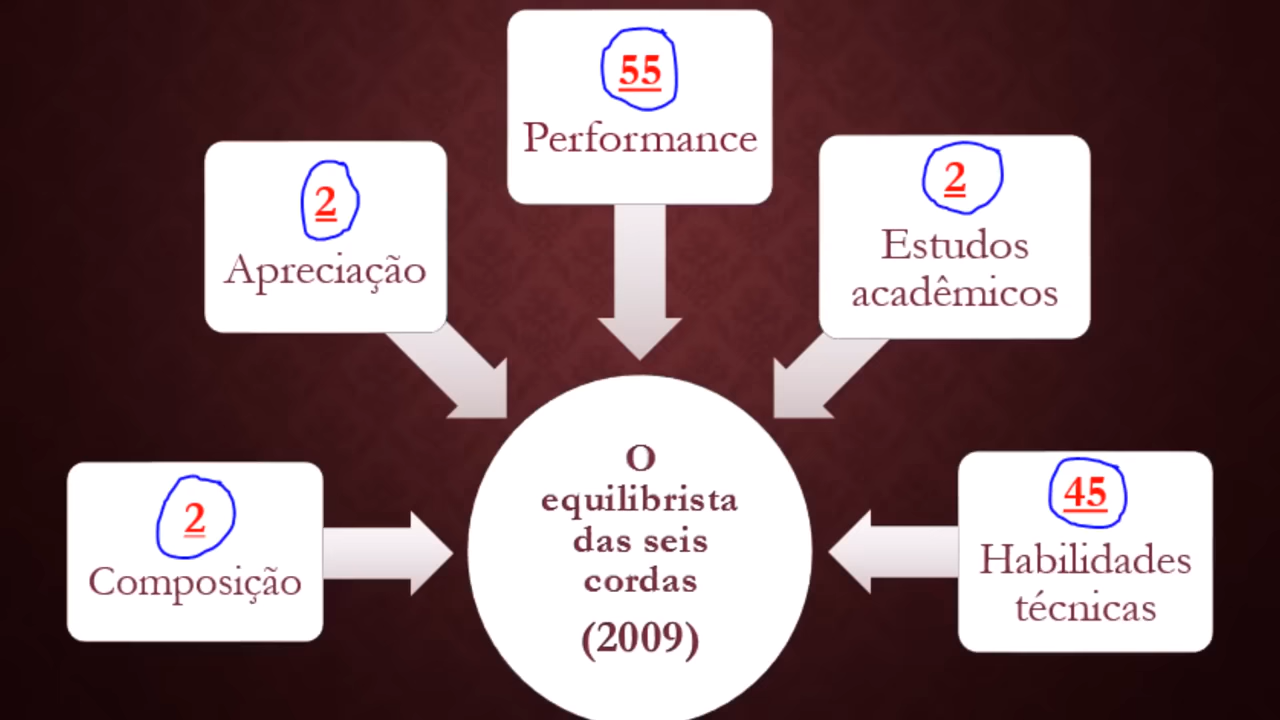 55
Performance
2
Apreciação
2
Estudos
acadêmicos
2
Composição
O
equilibrista
das seis
cordas
(2009)
45
Habilidades
técnicas